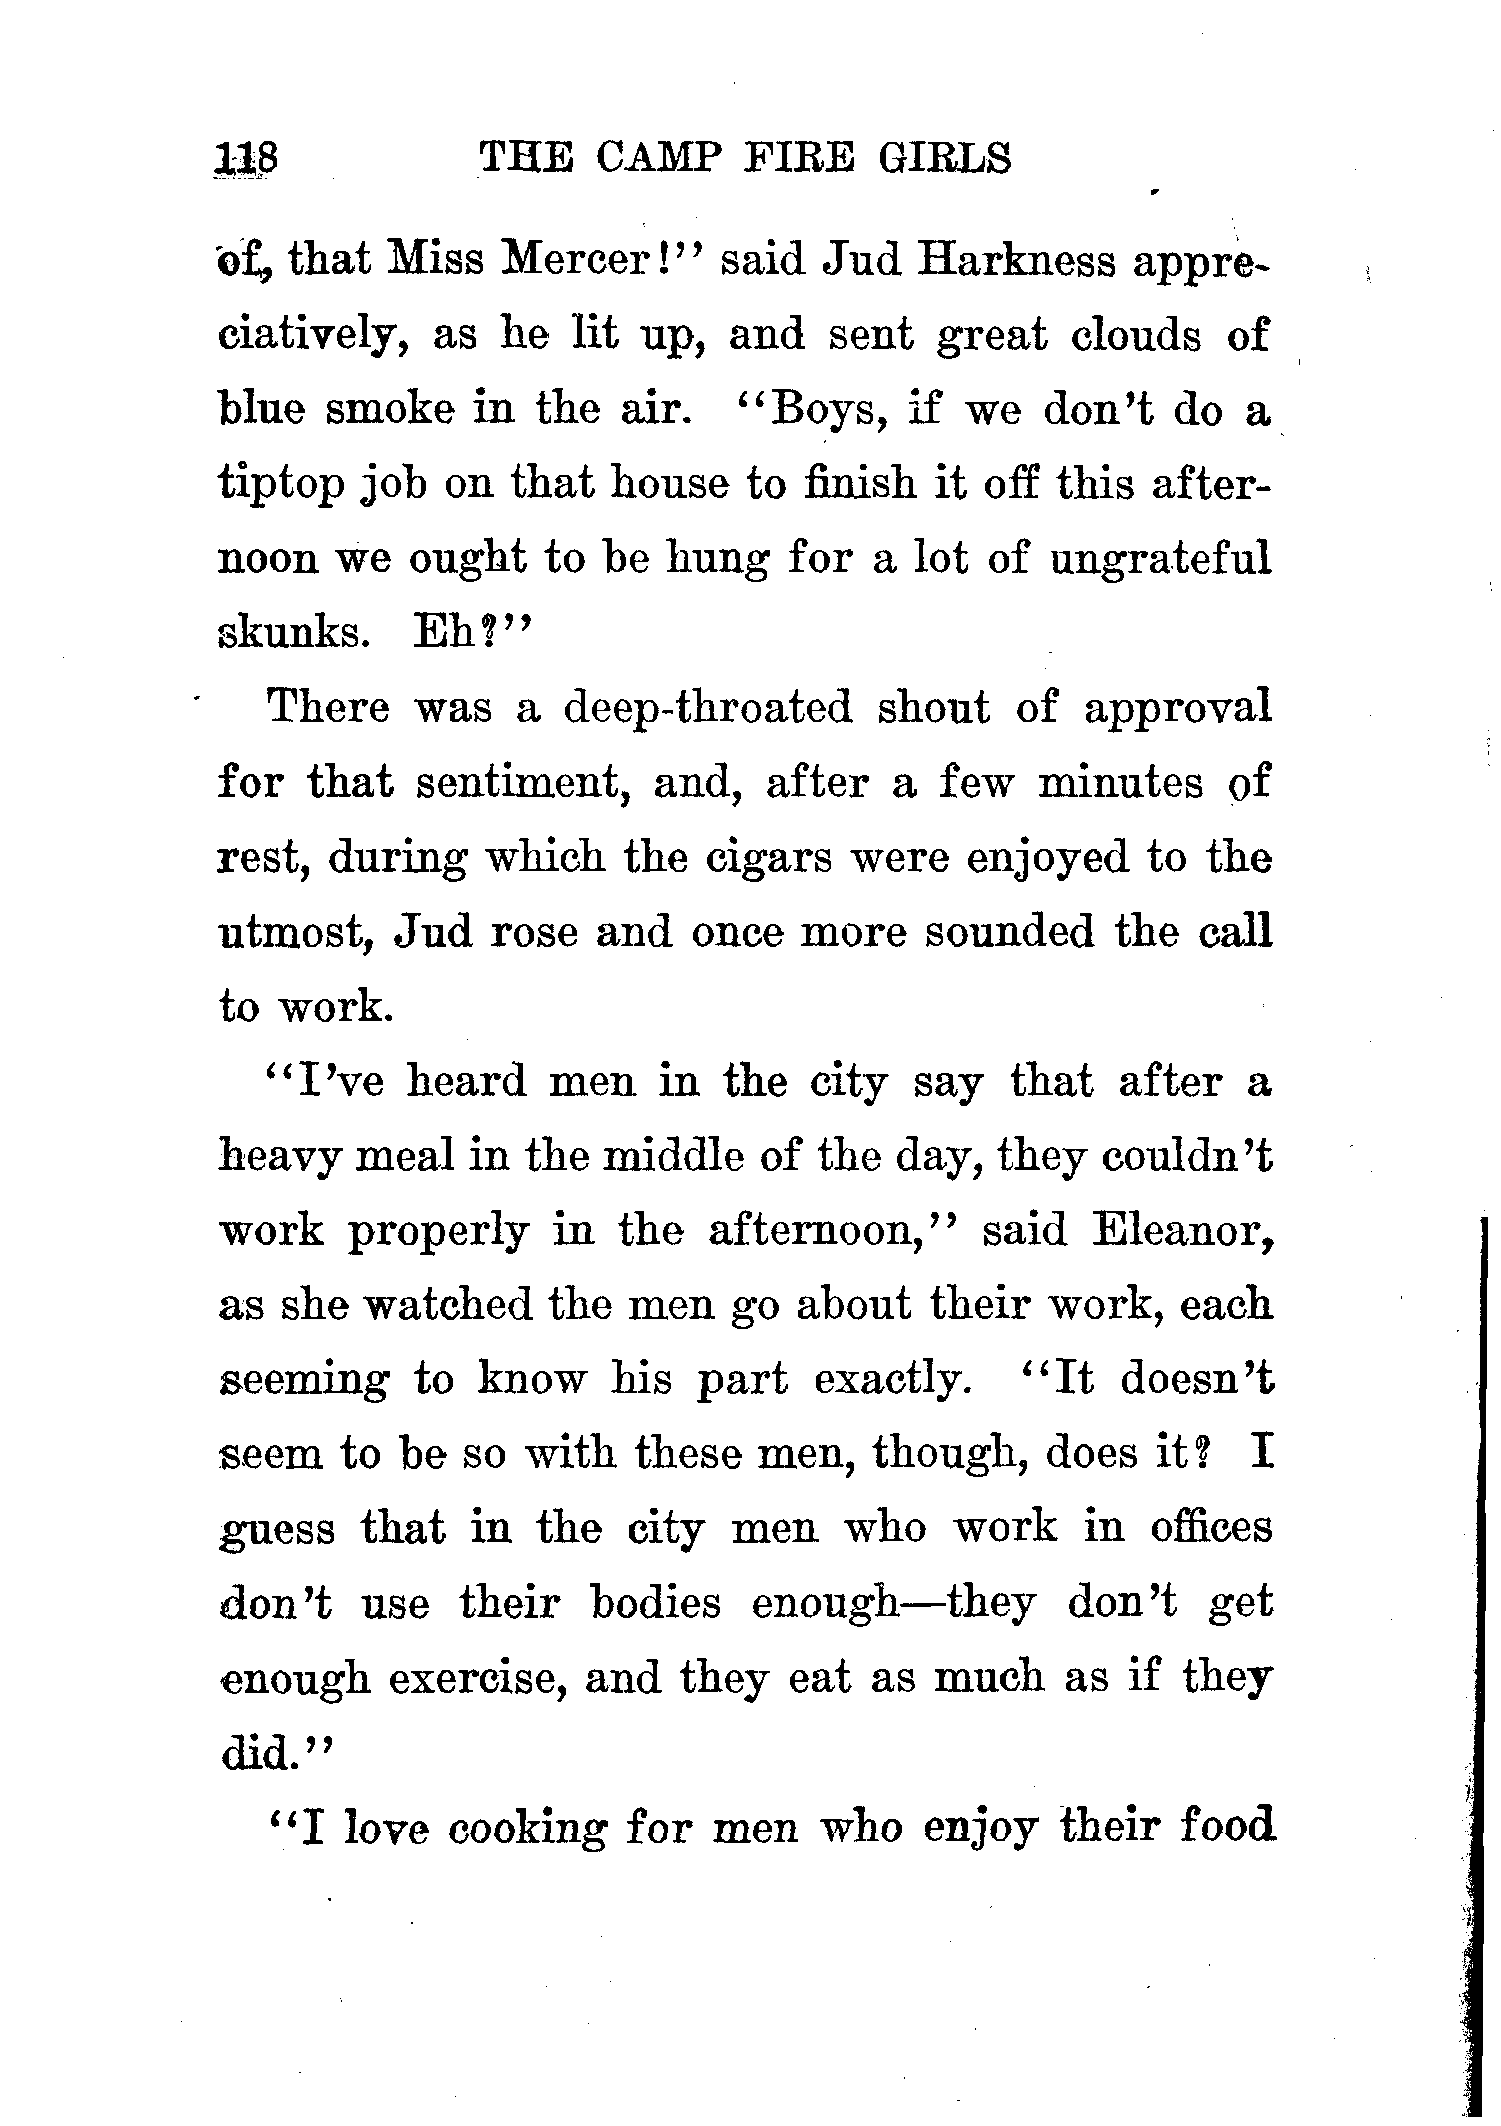 118 THE CAMP FIRE GIRLS
of, that Miss Mercer!" said Jud Harkness appre-
ciatively, as he lit up, and sent great clouds of
blue smoke in the air. "Boys, if we don't do a
tiptop job on that house to finish it off this after-
noon we ought to be hung for a lot of ungrateful
skunks. Eh?"
There was a deep-throated shout of approval
for that sentiment, and, after a few minutes of
rest, during which the cigars were enjoyed to the
utmost, Jud rose and once more sounded the call
to work.
"I've heard men in the city say that after a
heavy meal in the middle of the day, they couldn't
work properly in the afternoon," said Eleanor,
as she watched the men go about their work, each
seeming to know his part exactly. "It doesn't
seem to be so with these men, though, does it? I
guess that in the city men who work in offices
don't use their bodies enough—they don't get
enough exercise, and they eat as much as if they
did."
"I love cooking for men who enjoy their food